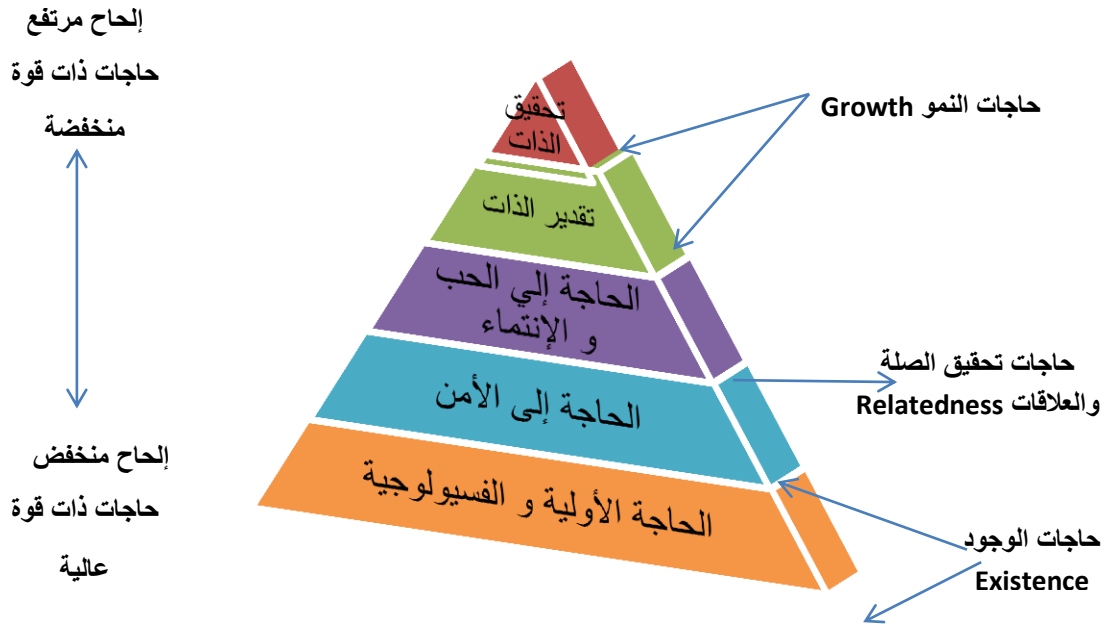 إلحاح مرتفع
حاجات ذات قوة
منخفضة
حاجات النمو Growth
تحقيق
الذات
تقدير الذات
الحاجة إلي الحب
و الإنتماء
حاجات تحقيق الصلة
والعلاقات Relatedness
الحاجة إلى الأمن
إلحاح منخفض
حاجات ذات قوة
عالية
الحاجة الأولية و الفسيولوجية
حاجات الوجود
Existence